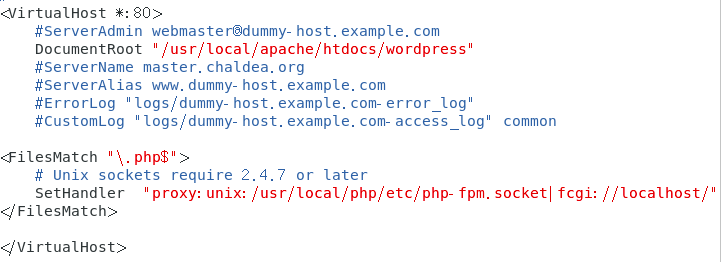 <VirtualHost *:80>
#ServerAdmin webmaster@dummy-host.example.com
DocumentRoot "/usr/local/apache/htdocs/wordpress"
#ServerName master.chaldea.org
#ServerAlias www.dummy-host.example.com
#ErrorLog "logs/dummy-host.example.com-error_log"
#CustomLog "logs/dummy-host.example.com-access_log" common
<FilesMatch "\.php$">
# Unix sockets require 2.4.7 or later
SetHandler "proxy:unix:/usr/local/php/etc/php-fpm.socket|fcgi://localhost/"
</FilesMatch>
</VirtualHost>